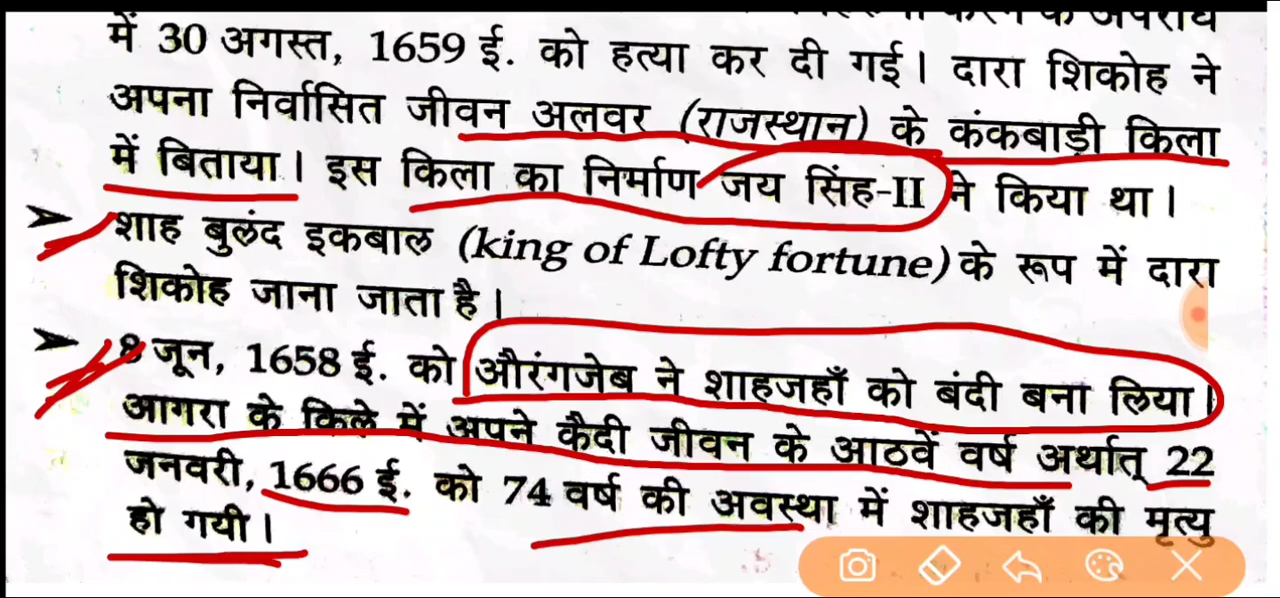 के अपराध
में 30 अगस्त, 1659 ई. को हत्या कर दी गई। दारा शिकोह ने
अपना निर्वासित जीवन अलवर (राजस्थान) के कंकबाड़ी किला
में बिताया। इस किला का निर्माण जय सिंह-II ने किया था।
➤ शाह बुलंद इकबाल (king of Lofty fortune) के रूप में दारा
शिकोह जाना जाता है।
➤ 8 जून, 1658 ई. को औरंगजेब ने शाहजहाँ को बंदी बना लिया।
आगरा के किले में अपने कैदी जीवन के आठवें वर्ष अर्थात् 22
जनवरी, 1666 ई. को 74 वर्ष की अवस्था में शाहजहाँ की मृत्यु
हो गयी।